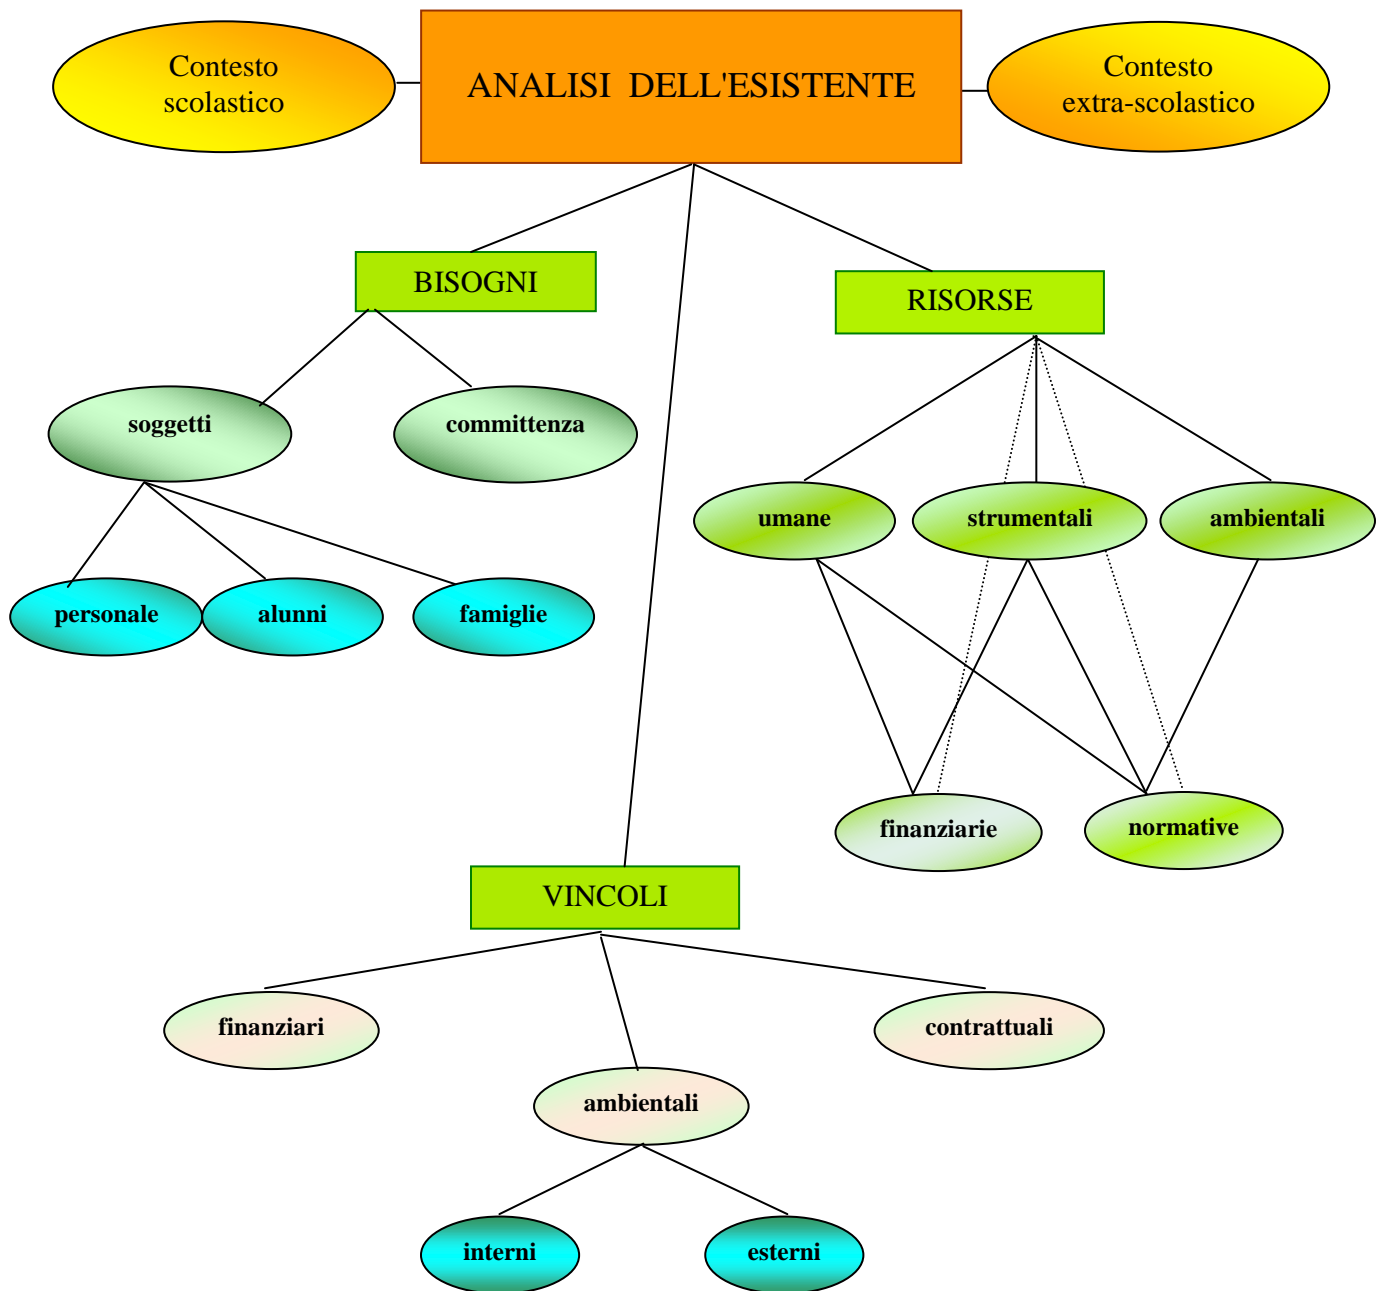 Contesto
scolastico
ANALISI DELL'ESISTENTE
Contesto
extra-scolastico
BISOGNI
RISORSE
soggetti
committenza
umane
strumentali
ambientali
personale
alunni
famiglie
finanziarie
normative
VINCOLI
finanziari
contrattuali
ambientali
interni
esterni